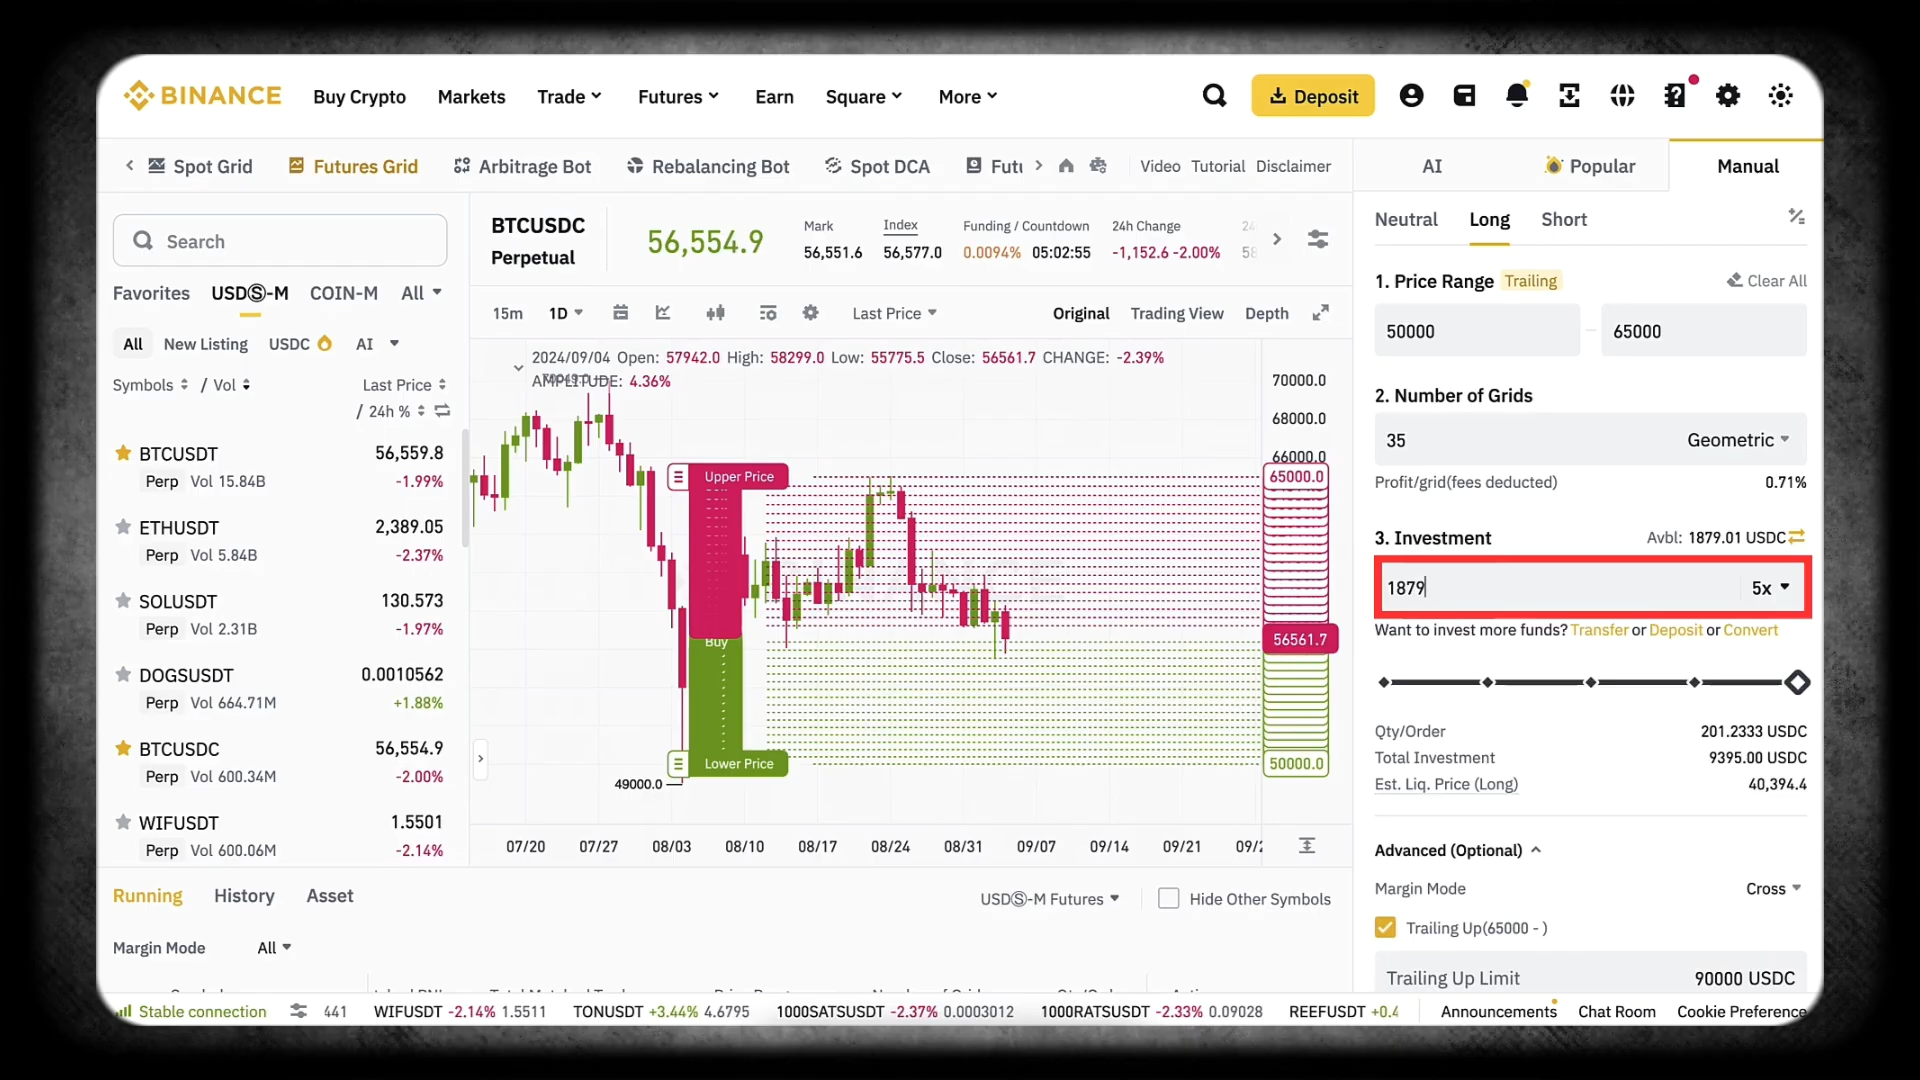 BINANCE
Buy Crypto
Markets
Trade
Futures
Earn
Square
More
Deposit
Spot Grid
Futures Grid
Arbitrage Bot
Rebalancing Bot
Spot DCA
Futu
Video
Tutorial
Disclaimer
AI
Popular
Manual
Search
Favorites
USDⓈ-M
COIN-M
All
All
New Listing
USDC
AI
Symbols / Vol
Last Price
/ 24h %
BTCUSDT 56,559.8
Perp Vol 15.84B -1.99%
ETHUSDT 2,389.05
Perp Vol 5.84B -2.37%
SOLUSDT 130.573
Perp Vol 2.31B -1.97%
DOGSUSDT 0.0010562
Perp Vol 664.71M +1.88%
BTCUSDC 56,554.9
Perp Vol 600.34M -2.00%
WIFUSDT 1.5501
Perp Vol 600.06M -2.14%
BTCUSDC
Perpetual
56,554.9
Mark
56,551.6
Index
56,577.0
Funding / Countdown
0.0094% 05:02:55
24h Change
-1,152.6 -2.00%
24
58
15m
1D
Last Price
Original
Trading View
Depth
2024/09/04 Open: 57942.0 High: 58299.0 Low: 55775.5 Close: 56561.7 CHANGE: -2.39%
AMPLITUDE: 4.36%
70000.0
68000.0
66000.0
65000.0
56561.7
50000.0
Upper Price
Buy
Lower Price
49000.0
07/20 07/27 08/03 08/10 08/17 08/24 08/31 09/07 09/14 09/21 09/2
Neutral
Long
Short
1. Price Range Trailing
Clear All
50000
65000
2. Number of Grids
35
Geometric
Profit/grid(fees deducted) 0.71%
3. Investment
Avbl: 1879.01 USDC
1879
5x
Want to invest more funds? Transfer or Deposit or Convert
Qty/Order 201.2333 USDC
Total Investment 9395.00 USDC
Est. Liq. Price (Long) 40,394.4
Advanced (Optional)
Margin Mode
Cross
Trailing Up(65000 - )
Trailing Up Limit 90000 USDC
Running
History
Asset
USDⓈ-M Futures
Hide Other Symbols
Margin Mode
All
Stable connection
441
WIFUSDT -2.14% 1.5511
TONUSDT +3.44% 4.6795
1000SATSUSDT -2.37% 0.0003012
1000RATSUSDT -2.33% 0.09028
REEFUSDT +0.4
Announcements
Chat Room
Cookie Preference